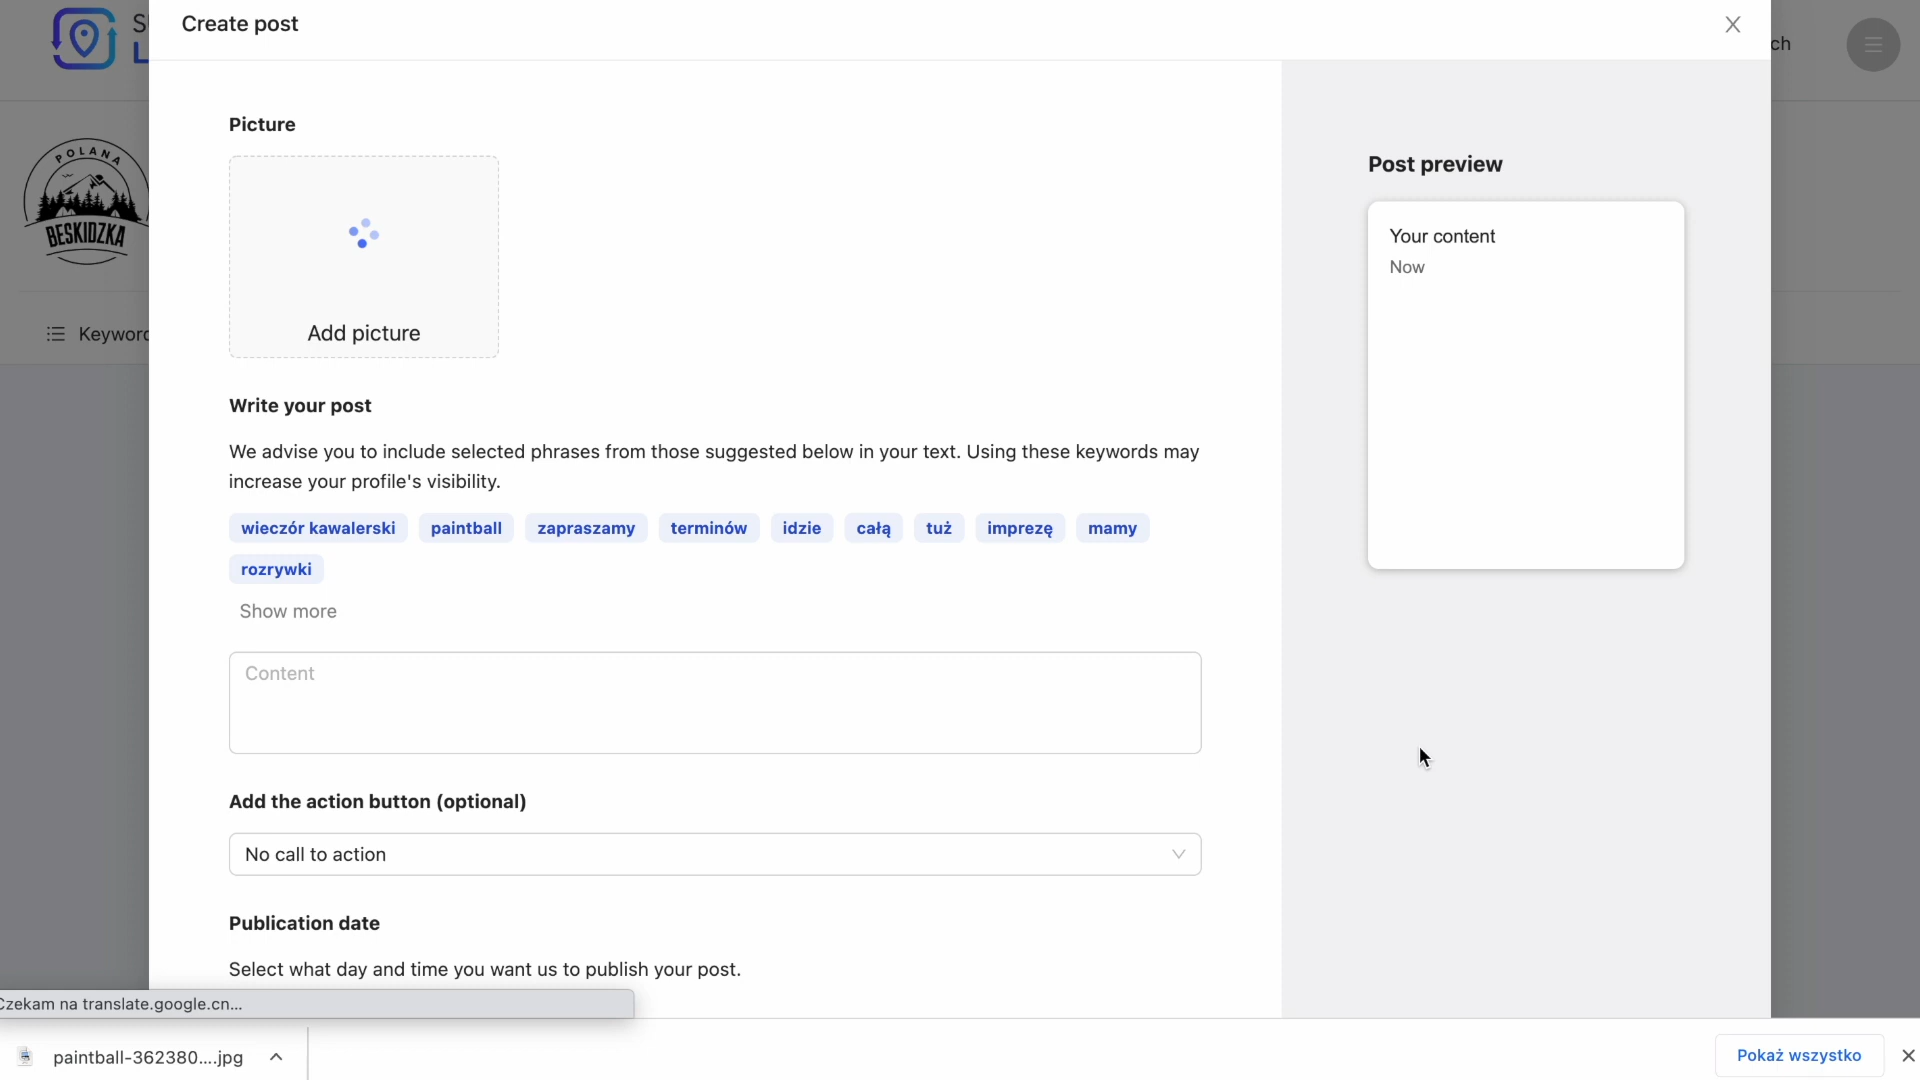 Create post
ch
POLANA
BESKIDZKA
Picture
Add picture
Post preview
Your content
Now
Write your post
We advise you to include selected phrases from those suggested below in your text. Using these keywords may
increase your profile's visibility.
wieczór kawalerski paintball zapraszamy terminów idzie całą tuż imprezę mamy
rozrywki
Show more
Content
Add the action button (optional)
No call to action
Publication date
Select what day and time you want us to publish your post.
Czekam na translate.google.cn...
paintball-362380....jpg
Pokaż wszystko